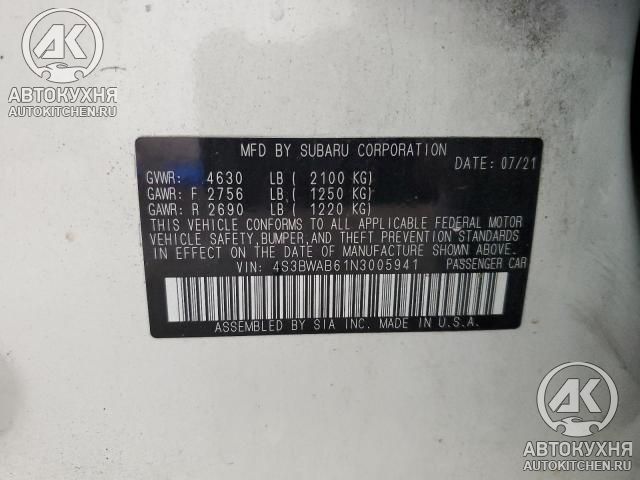 АК
АВТОКУХНЯ
AUTOKITCHEN.RU
MFD BY SUBARU CORPORATION
DATE: 07/21
GVWR: 4630 LB ( 2100 KG)
GAWR: F 2756 LB ( 1250 KG)
GAWR: R 2690 LB ( 1220 KG)
THIS VEHICLE CONFORMS TO ALL APPLICABLE FEDERAL MOTOR
VEHICLE SAFETY, BUMPER, AND THEFT PREVENTION STANDARDS
IN EFFECT ON THE DATE OF MANUFACTURE SHOWN ABOVE.
VIN: 4S3BWAB61N3005941 PASSENGER CAR
ASSEMBLED BY SIA INC. MADE IN U.S.A.
АК
АВТОКУХНЯ
AUTOKITCHEN.RU